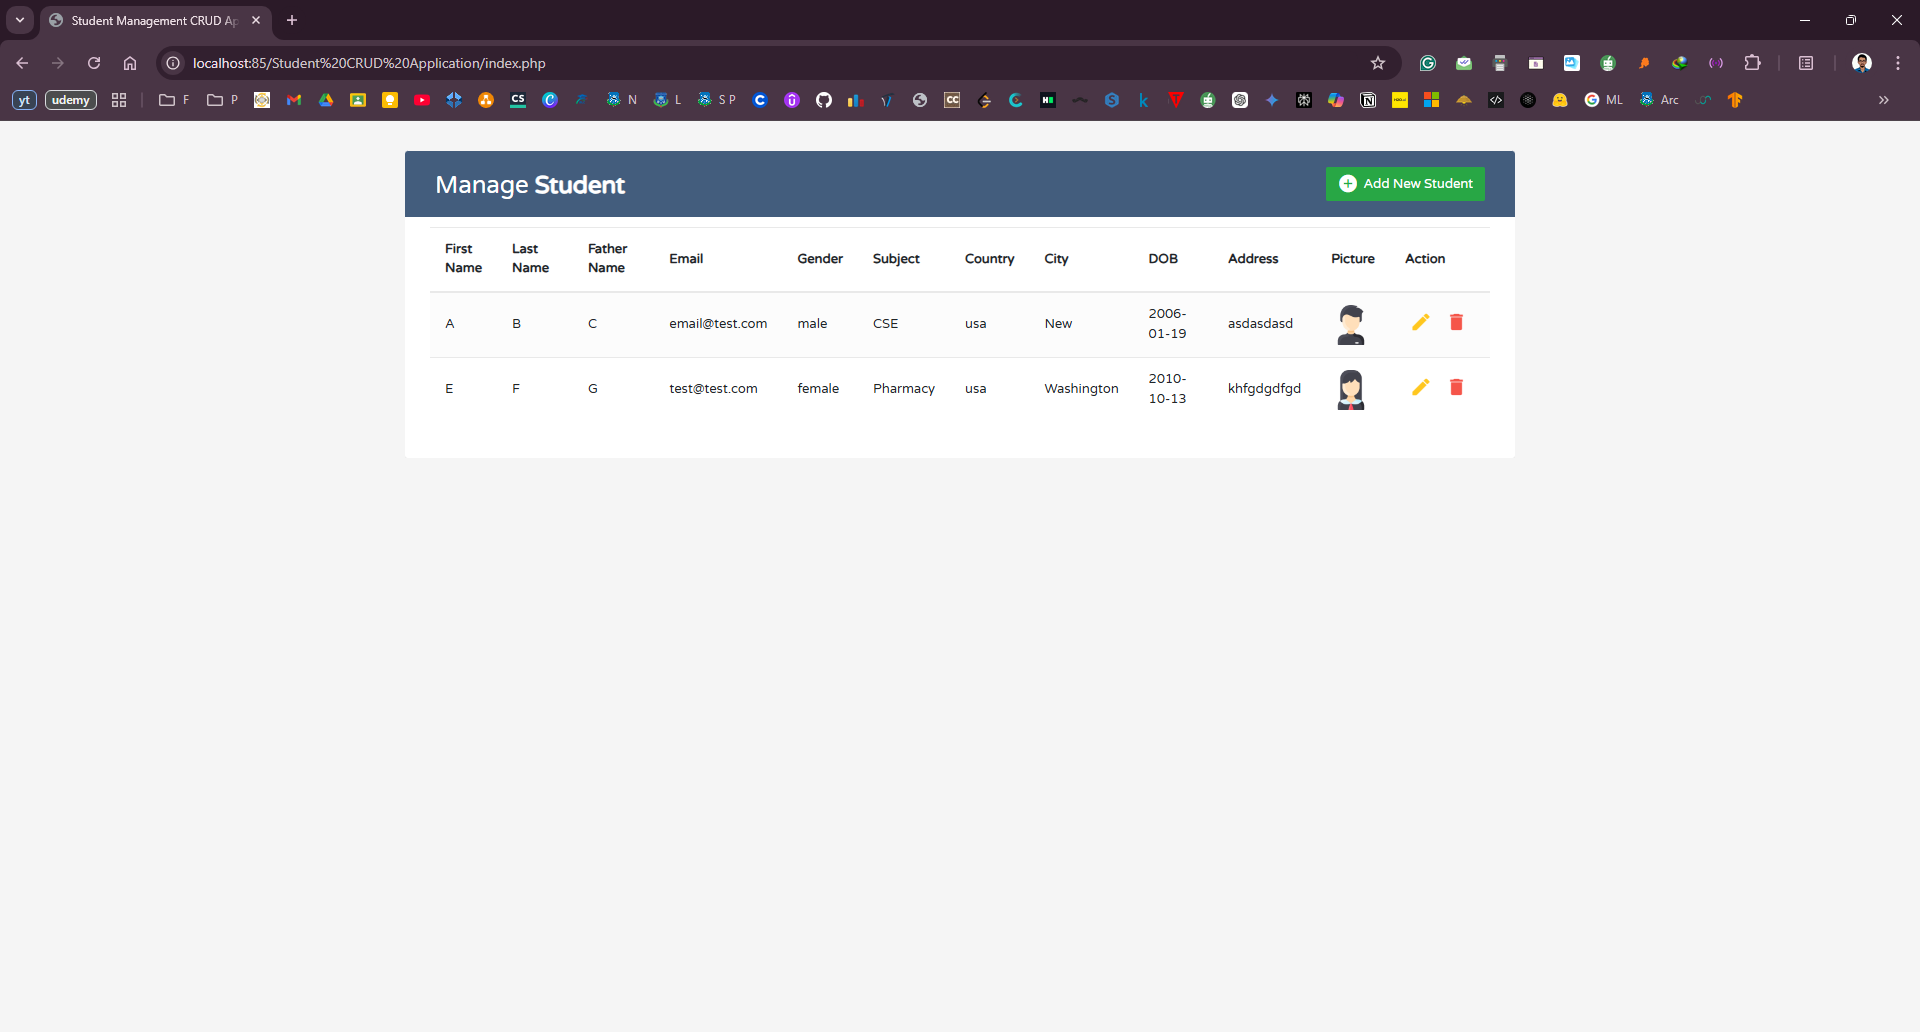 Student Management CRUD Ap
localhost:85/Student%20CRUD%20Application/index.php
yt udemy F P CS N L S P CC ML Arc
Manage Student
Add New Student
First Name Last Name Father Name Email Gender Subject Country City DOB Address Picture Action
A B C email@test.com male CSE usa New 2006-01-19 asdasdasd
E F G test@test.com female Pharmacy usa Washington 2010-10-13 khfgdgdfgd